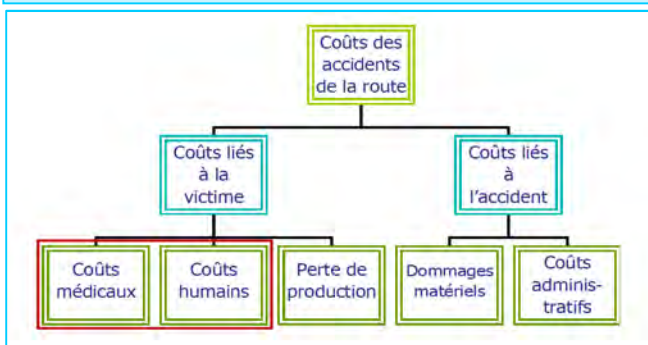 Coûts des
accidents
de la route
Coûts liés
à la
victime
Coûts liés
à
l'accident
Coûts
médicaux
Coûts
humains
Perte de
production
Dommages
matériels
Coûts
adminis-
tratifs